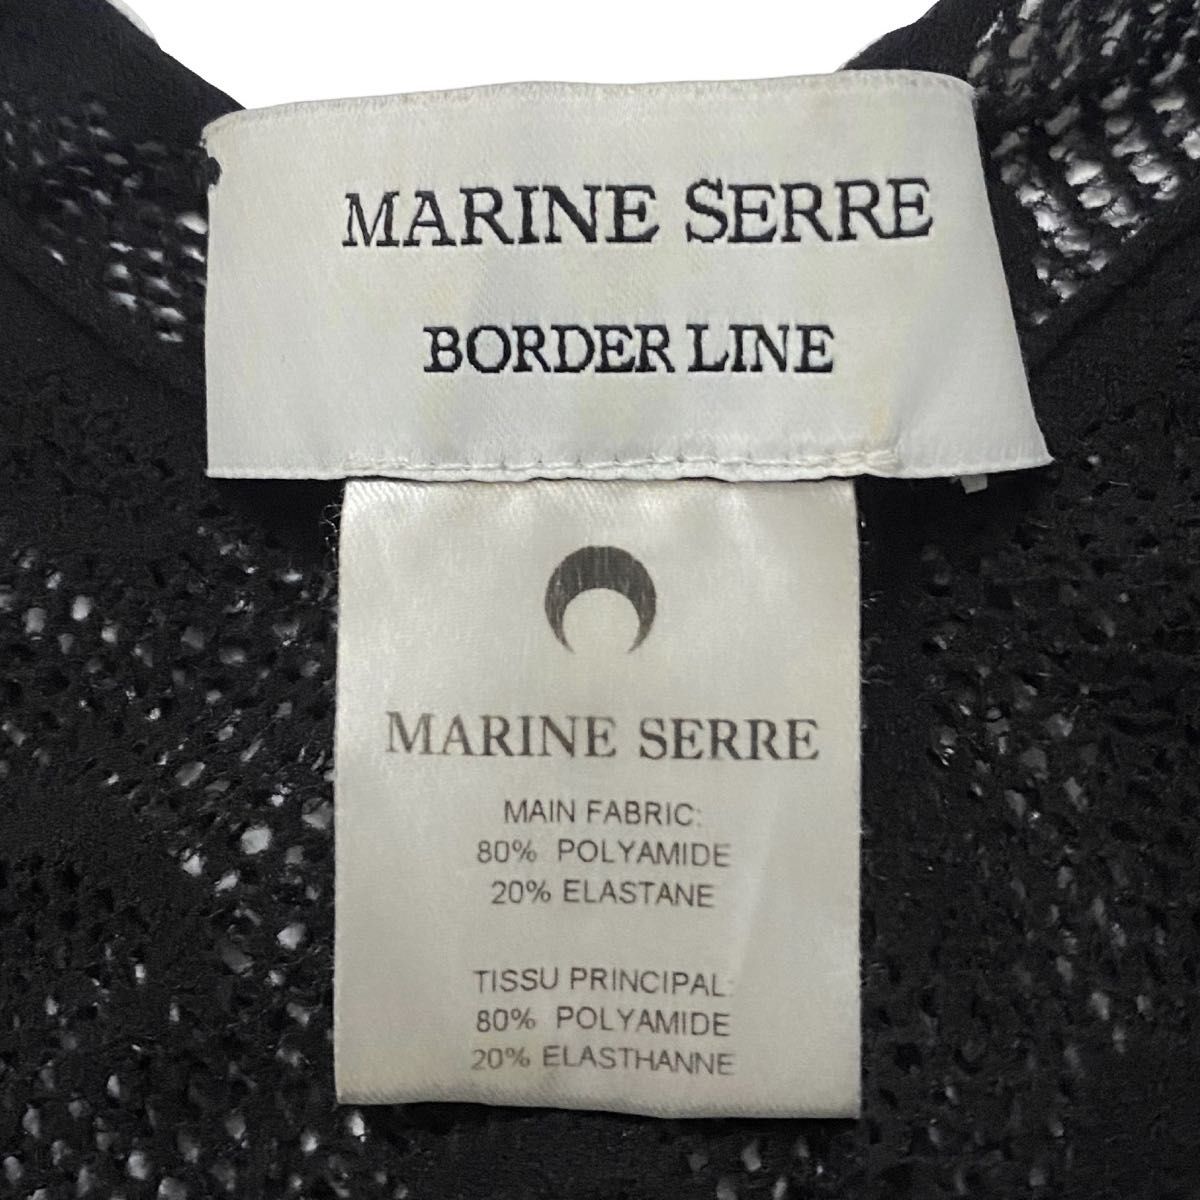 MARINE SERRE
BORDER LINE
MARINE SERRE
MAIN FABRIC:
80% POLYAMIDE
20% ELASTANE
TISSU PRINCIPAL:
80% POLYAMIDE
20% ELASTHANNE